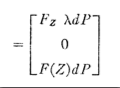 = [ F_Z λdP
0
F(Z)dP ]